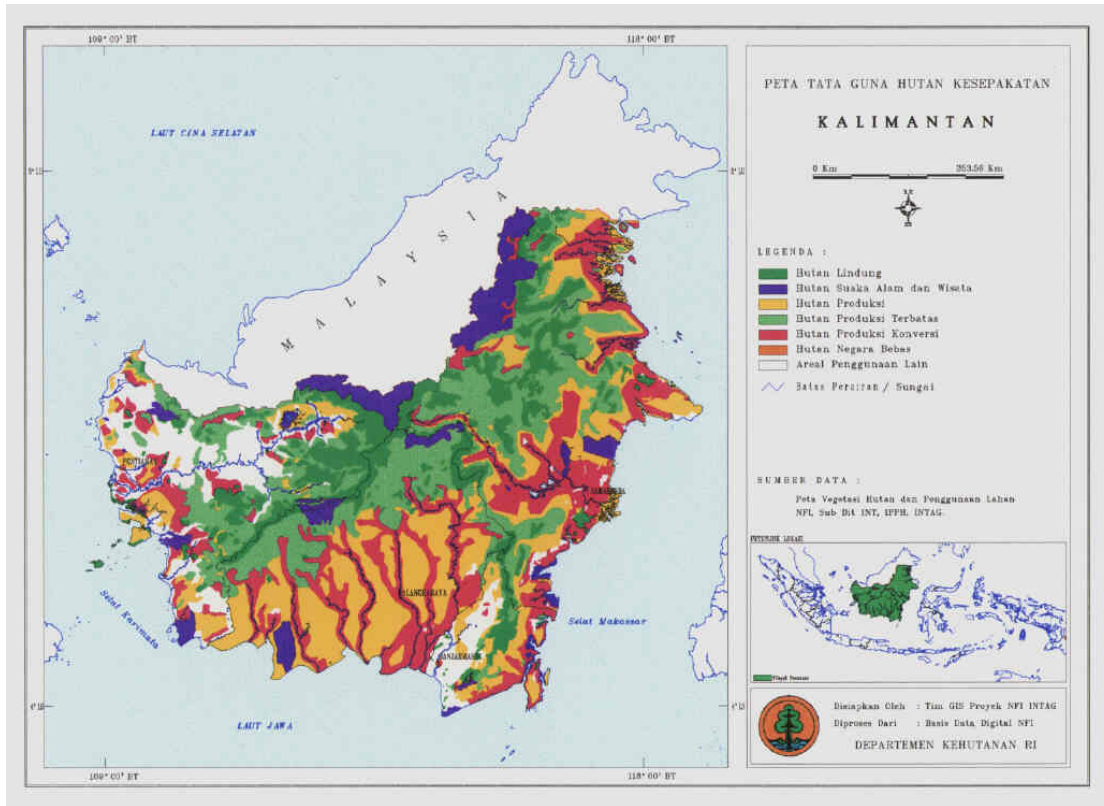 109° 00' BT
118° 00' BT
LAUT CINA SELATAN
MALAYSIA
Selat Karimata
Selat Makassar
LAUT JAWA
109° 00' BT
118° 00' BT
PETA TATA GUNA HUTAN KESEPAKATAN
KALIMANTAN
0 Km
253.56 Km
LEGENDA :
Hutan Lindung
Hutan Suaka Alam dan Wisata
Hutan Produksi
Hutan Produksi Terbatas
Hutan Produksi Konversi
Hutan Negara Bebas
Areal Penggunaan Lain
Batas Perairan / Sungai
SUMBER DATA :
Peta Vegetasi Hutan dan Penggunaan Lahan
NFI, Sub Dit INT, IPPH, INTAG.
PETUNJUK LOKASI
Disiapkan Oleh : Tim GIS Proyek NFI INTAG
Diproses Dari : Basis Data Digital NFI
DEPARTEMEN KEHUTANAN RI